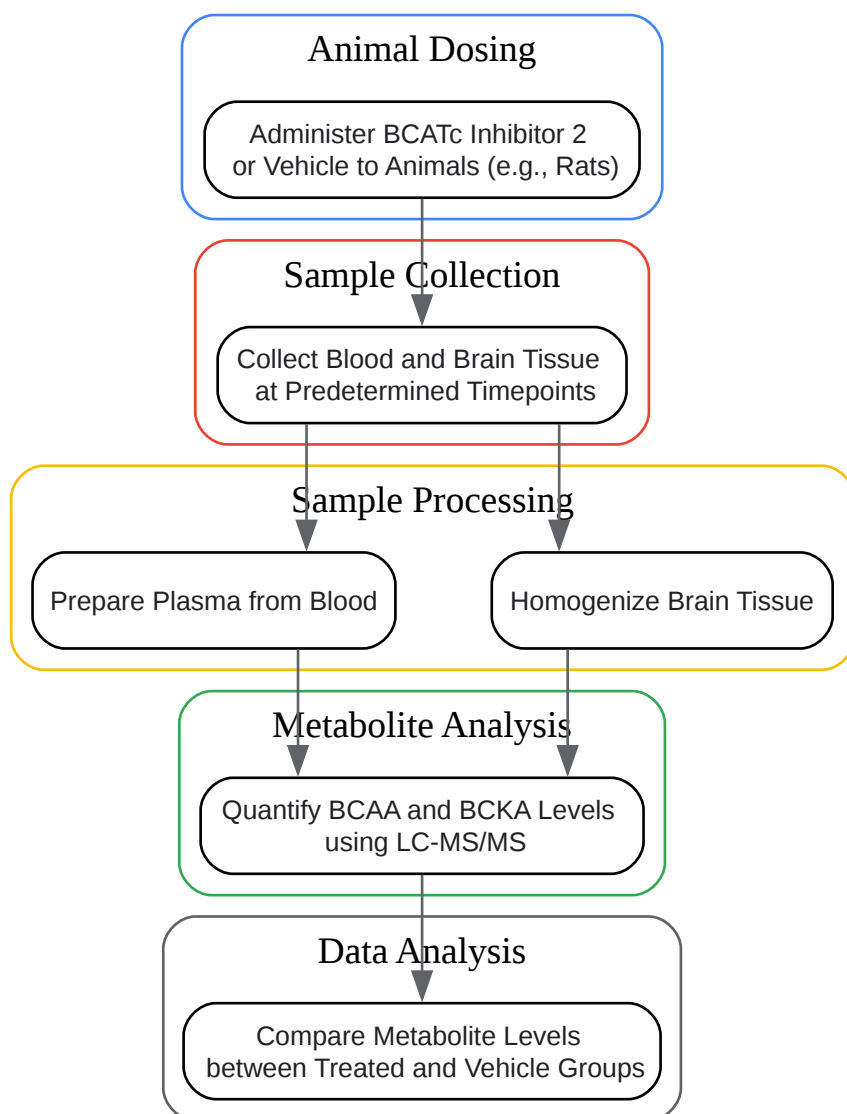 Animal Dosing
Administer BCATc Inhibitor 2
or Vehicle to Animals (e.g., Rats)
Sample Collection
Collect Blood and Brain Tissue
at Predetermined Timepoints
Sample Processing
Prepare Plasma from Blood
Homogenize Brain Tissue
Metabolite Analysis
Quantify BCAA and BCKA Levels
using LC-MS/MS
Data Analysis
Compare Metabolite Levels
between Treated and Vehicle Groups